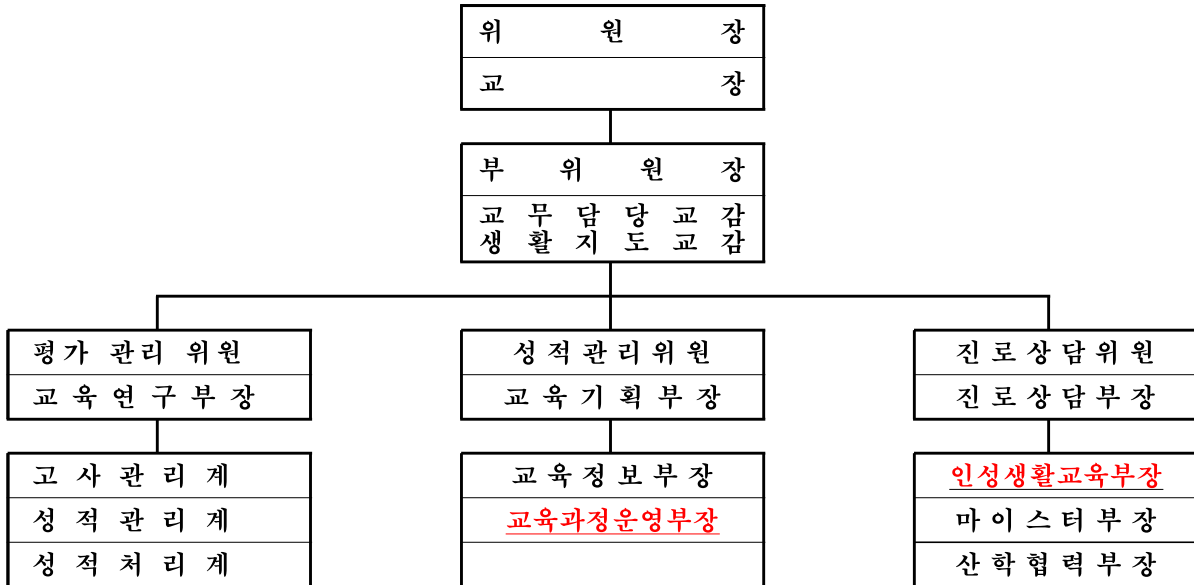 위 원 장
교 장
부 위 원 장
교 무 담 당 교 감
생 활 지 도 교 감
평가 관리 위원
교 육 연 구 부 장
고 사 관 리 계
성 적 관 리 계
성 적 처 리 계
성 적 관 리 위 원
교 육 기 획 부 장
교 육 정 보 부 장
교육과정운영부장
진 로 상 담 위 원
진 로 상 담 부 장
인성생활교육부장
마 이 스 터 부 장
산 학 협 력 부 장